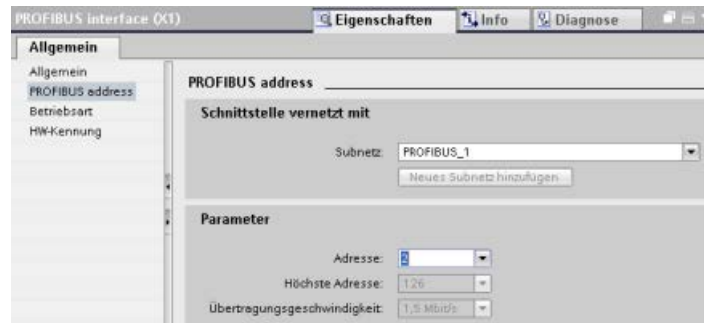 PROFIBUS interface (X1)
Eigenschaften
Info
Diagnose
Allgemein
Allgemein
PROFIBUS address
Betriebsart
HW-Kennung
PROFIBUS address
Schnittstelle vernetzt mit
Subnetz: PROFIBUS_1
Neues Subnetz hinzufügen
Parameter
Adresse: 2
Höchste Adresse: 126
Übertragungsgeschwindigkeit: 1,5 Mbit/s